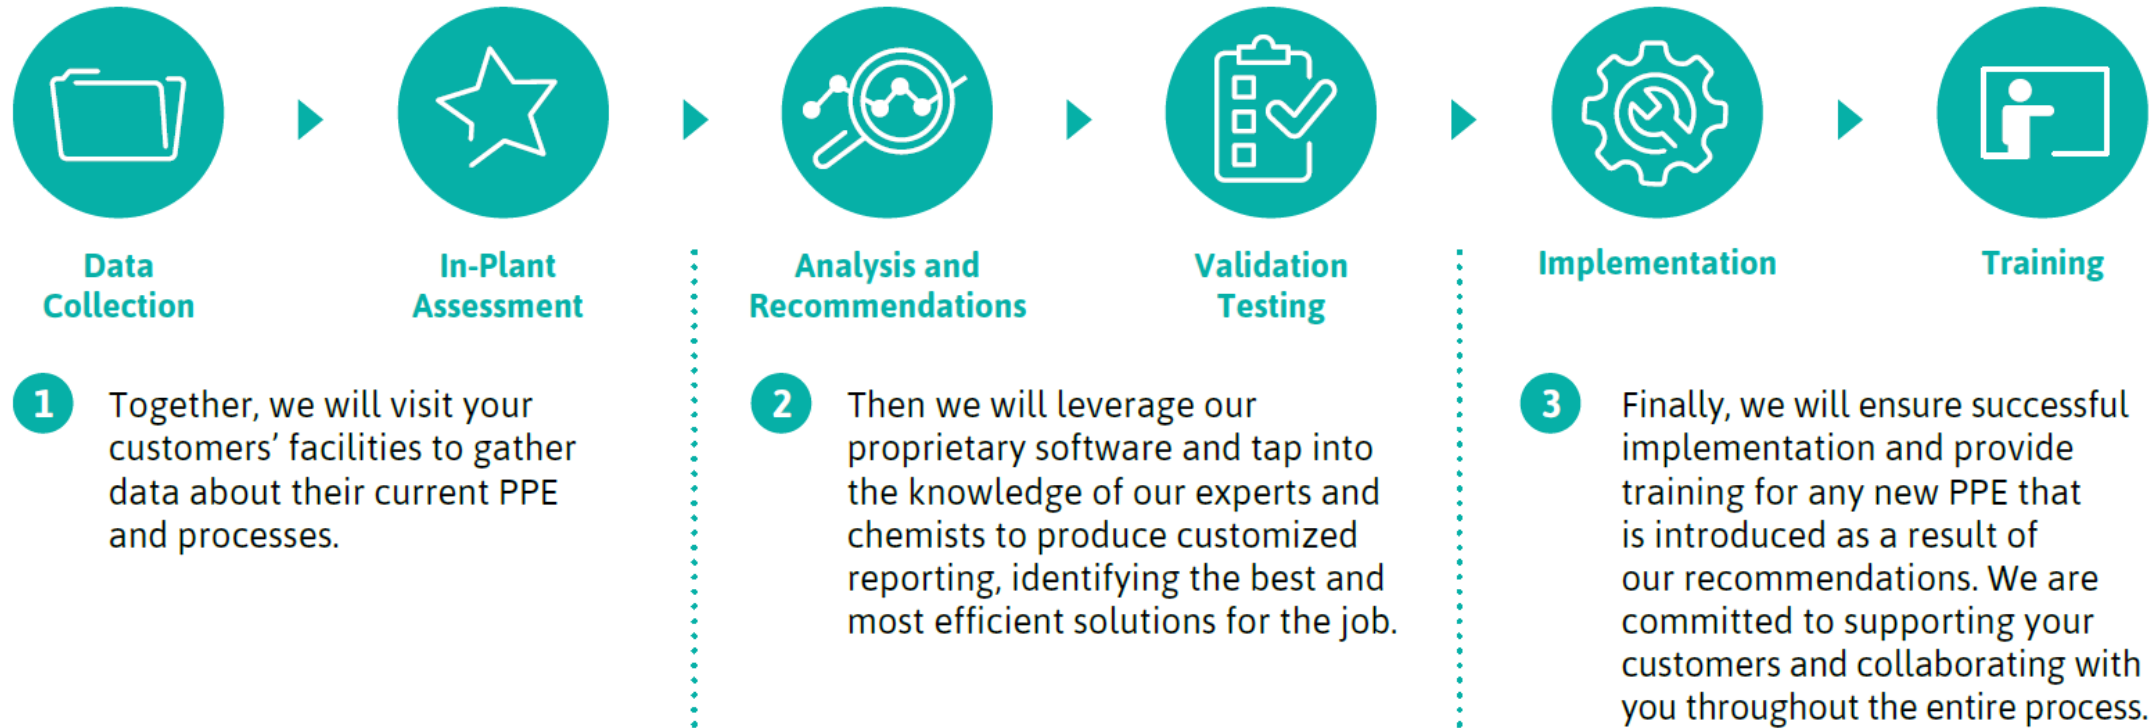 Data
Collection
In-Plant
Assessment
Analysis and
Recommendations
Validation
Testing
Implementation
Training
1
Together, we will visit your
customers’ facilities to gather
data about their current PPE
and processes.
2
Then we will leverage our
proprietary software and tap into
the knowledge of our experts and
chemists to produce customized
reporting, identifying the best and
most efficient solutions for the job.
3
Finally, we will ensure successful
implementation and provide
training for any new PPE that
is introduced as a result of
our recommendations. We are
committed to supporting your
customers and collaborating with
you throughout the entire process.